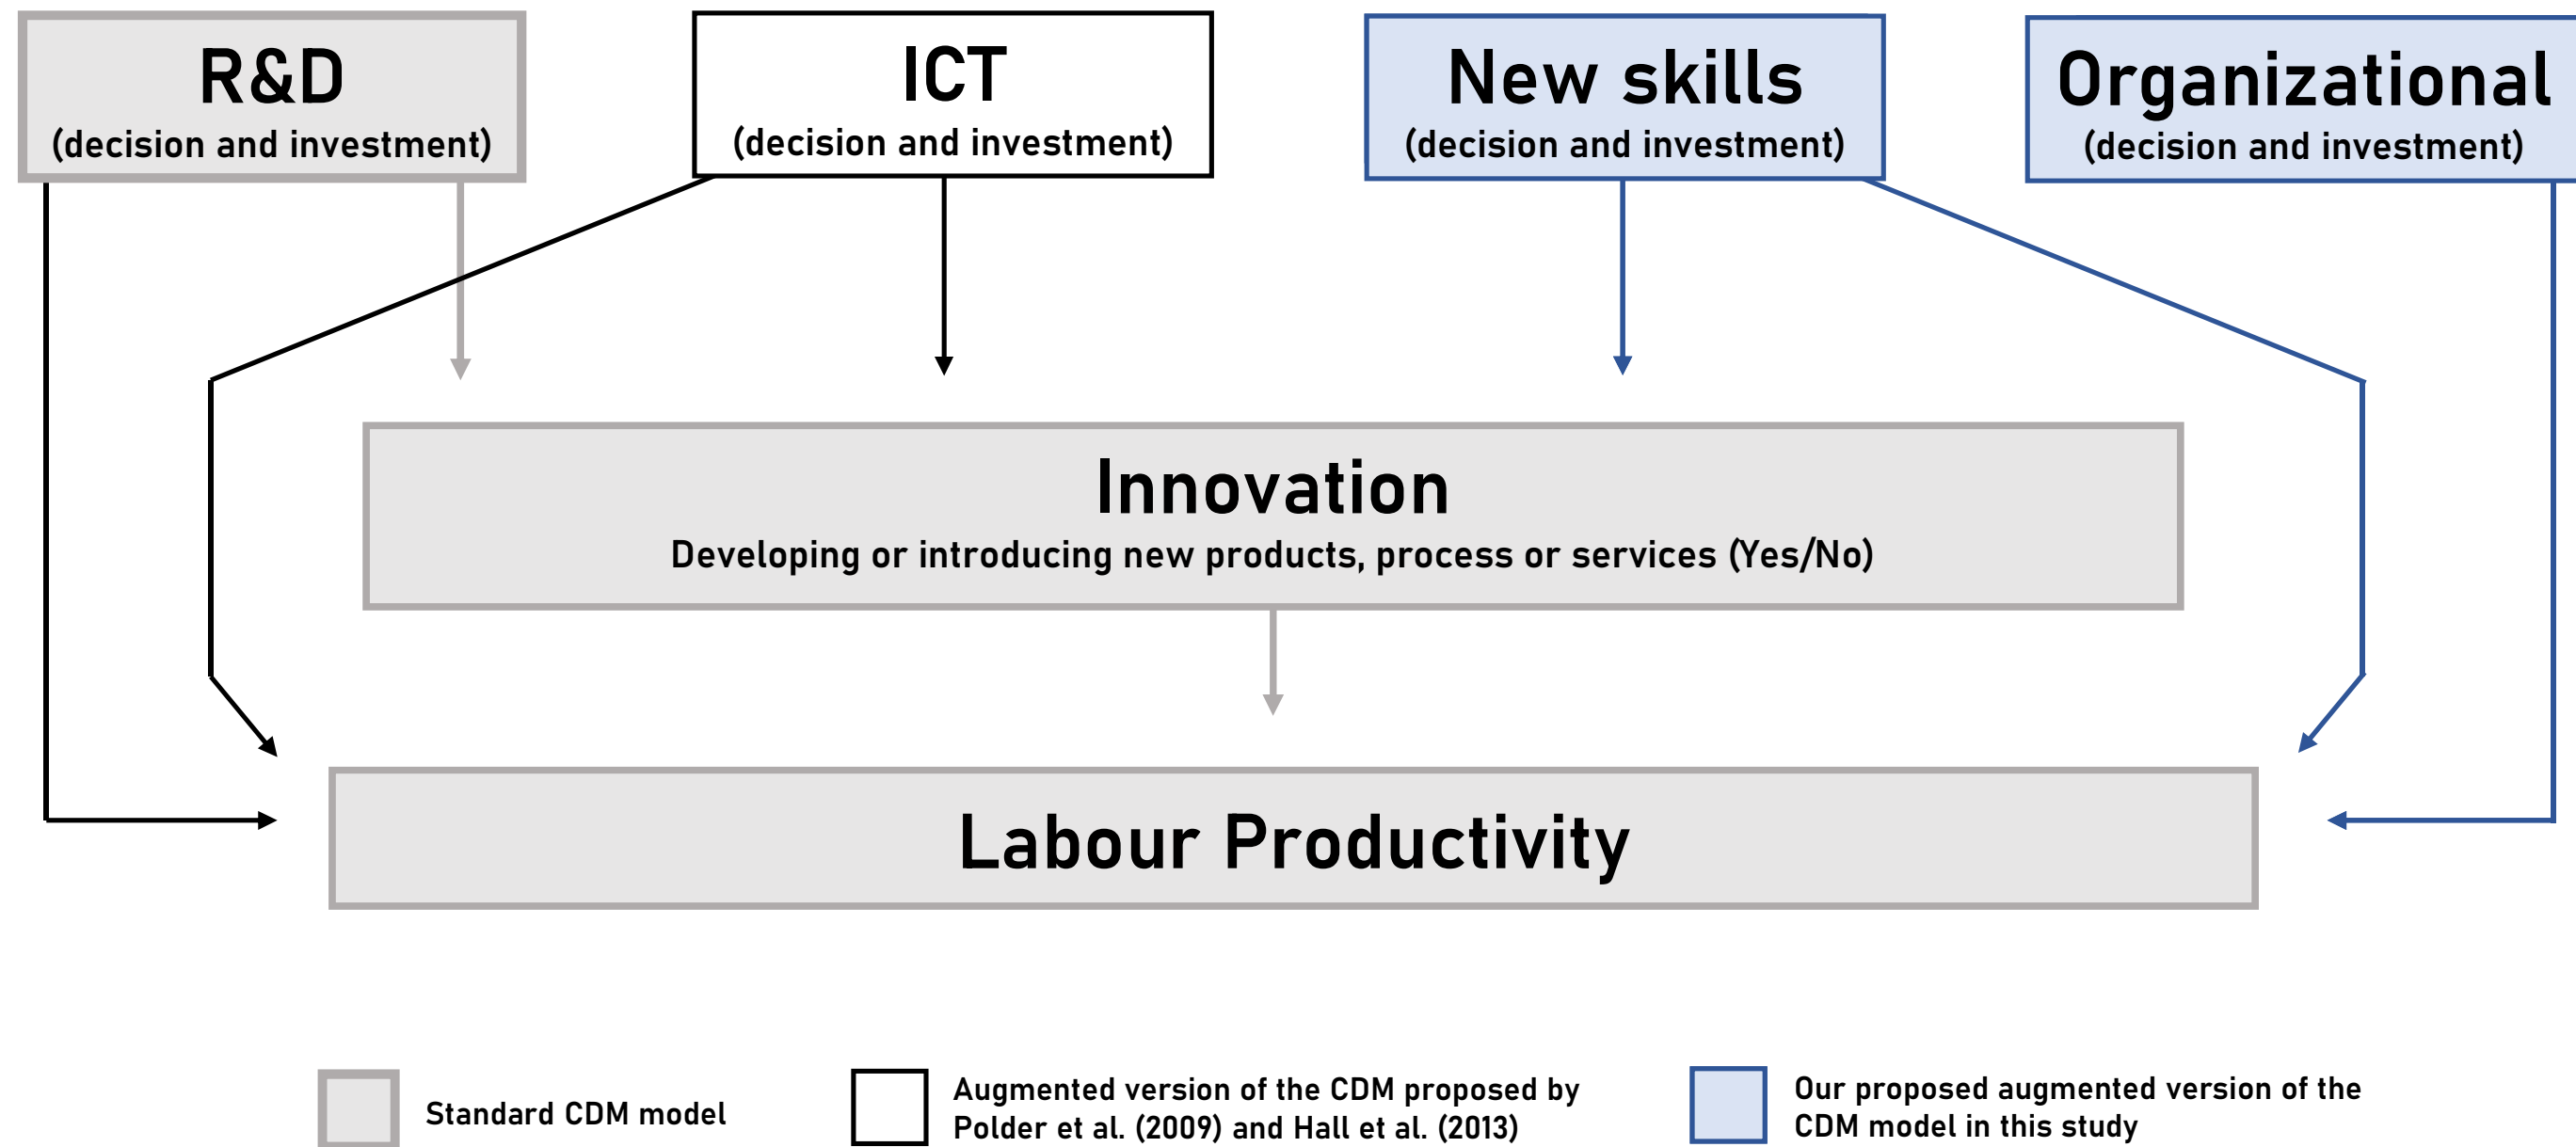 R&D
(decision and investment)
ICT
(decision and investment)
New skills
(decision and investment)
Organizational
(decision and investment)
Innovation
Developing or introducing new products, process or services (Yes/No)
Labour Productivity
Standard CDM model
Augmented version of the CDM proposed by
Polder et al. (2009) and Hall et al. (2013)
Our proposed augmented version of the
CDM model in this study